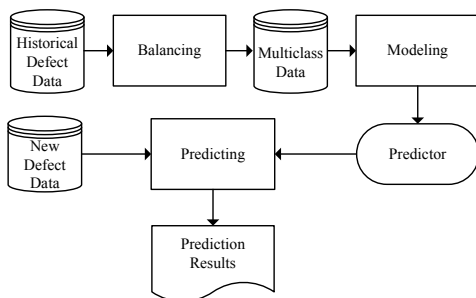 Historical
Defect
Data
Balancing
Multiclass
Data
Modeling
New
Defect
Data
Predicting
Predictor
Prediction
Results